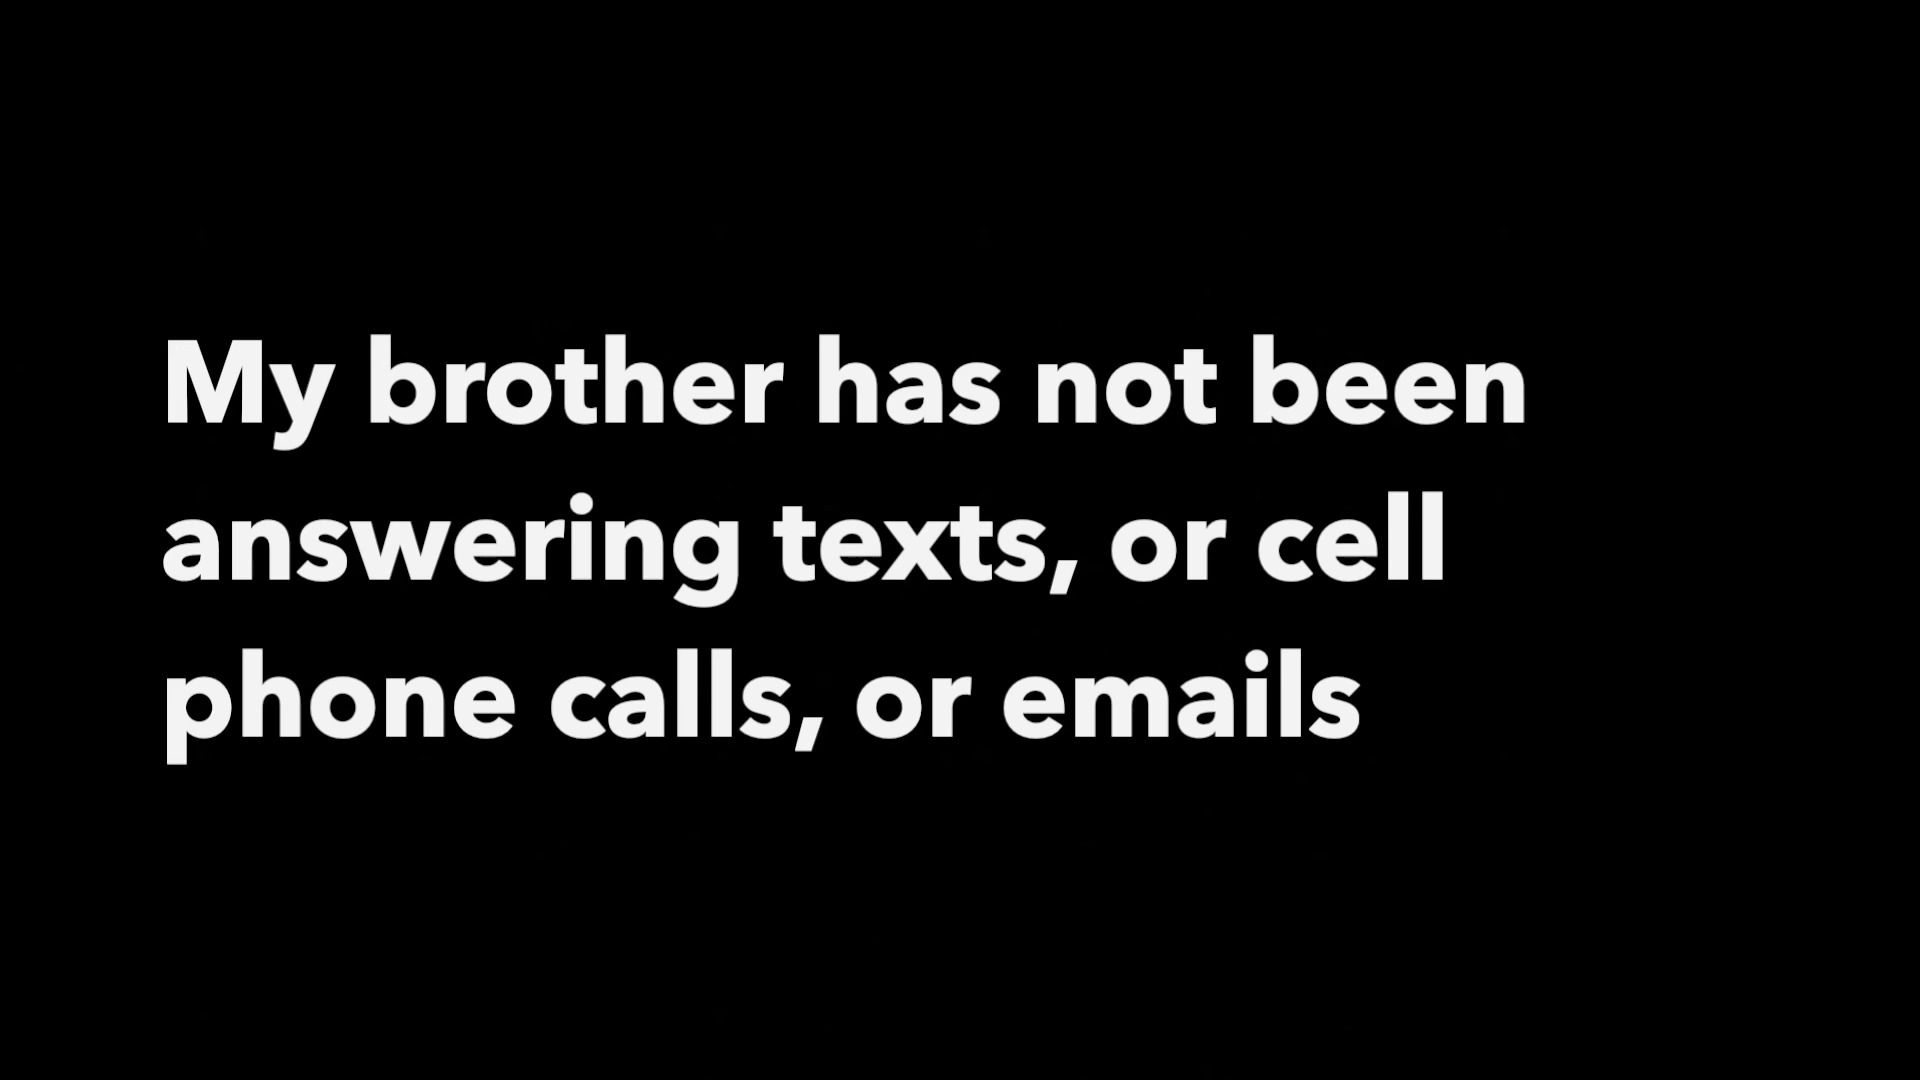 My brother has not been
answering texts, or cell
phone calls, or emails